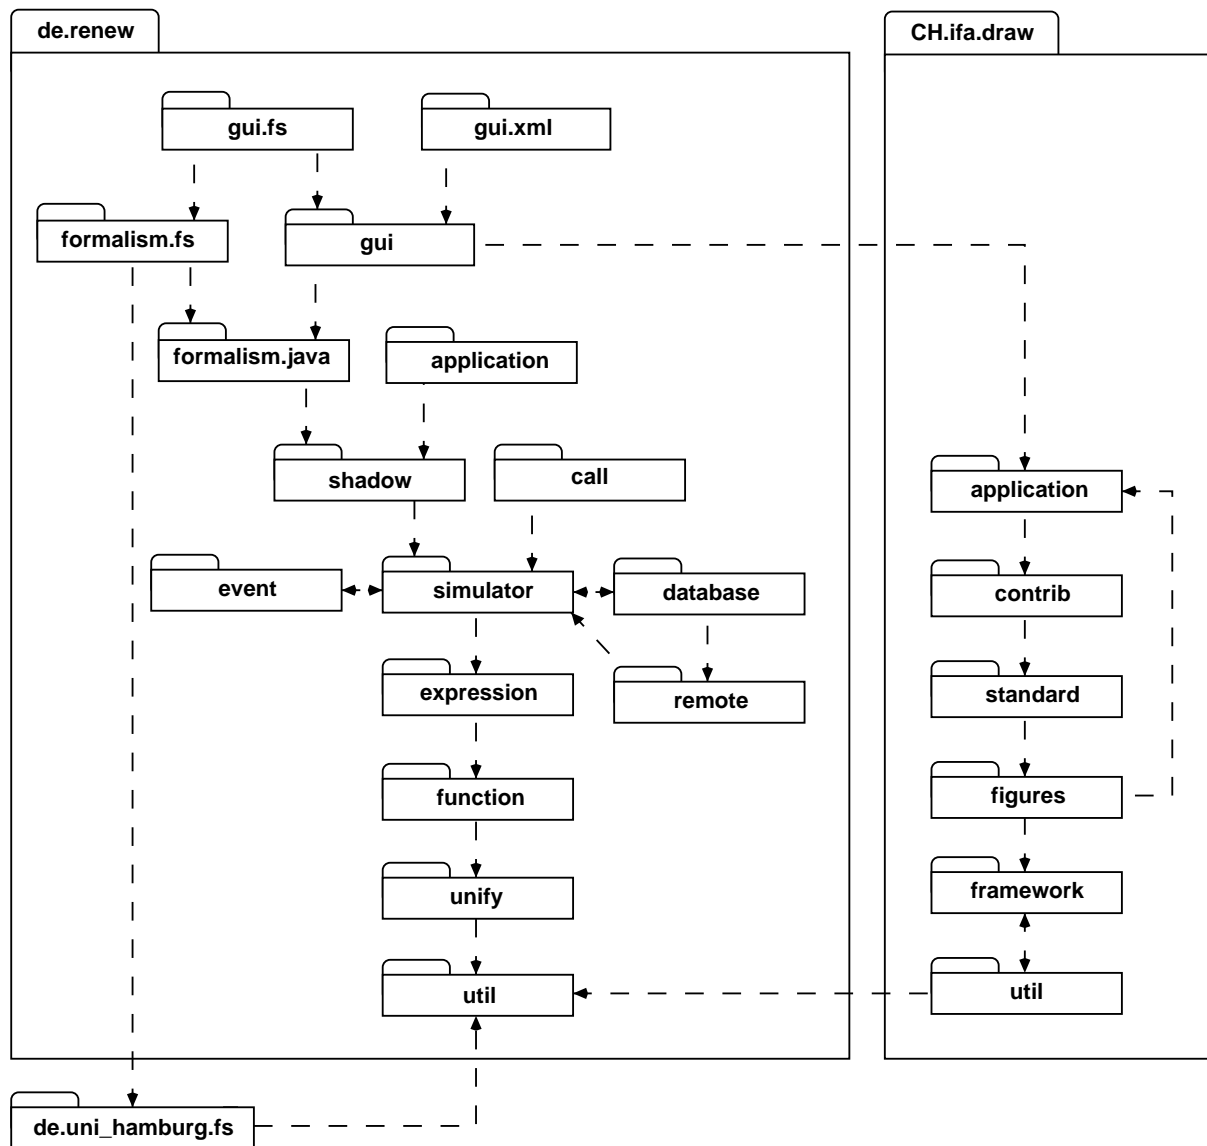 de.renew
CH.ifa.draw
gui.fs
gui.xml
formalism.fs
gui
formalism.java
application
shadow
call
application
event
simulator
database
contrib
expression
remote
standard
function
figures
unify
framework
util
util
de.uni_hamburg.fs